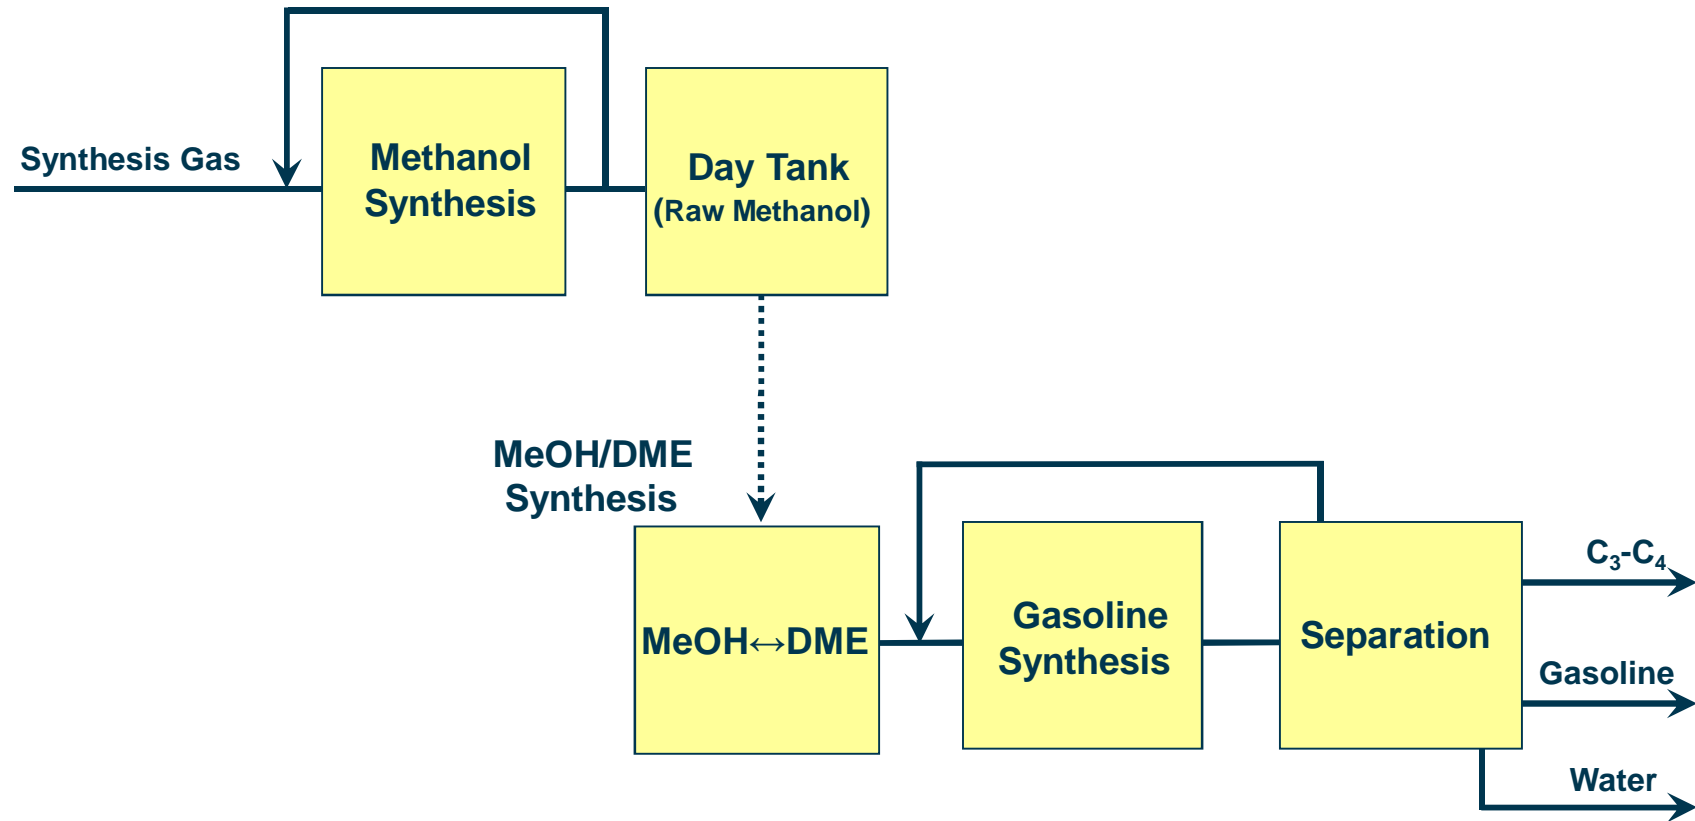 Synthesis Gas
Methanol
Synthesis
Day Tank
(Raw Methanol)
MeOH/DME
Synthesis
MeOH↔DME
Gasoline
Synthesis
Separation
C₃-C₄
Gasoline
Water